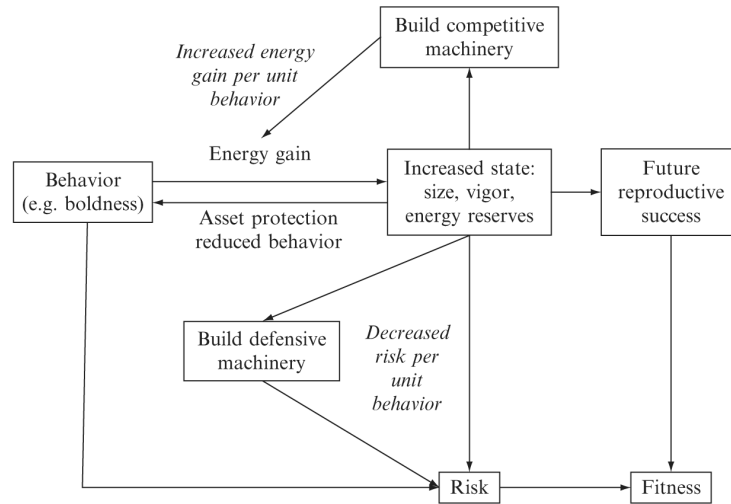 Build competitive
machinery
Increased energy
gain per unit
behavior
Energy gain
Behavior
(e.g. boldness)
Increased state:
size, vigor,
energy reserves
Future
reproductive
success
Asset protection
reduced behavior
Build defensive
machinery
Decreased
risk per
unit
behavior
Risk
Fitness